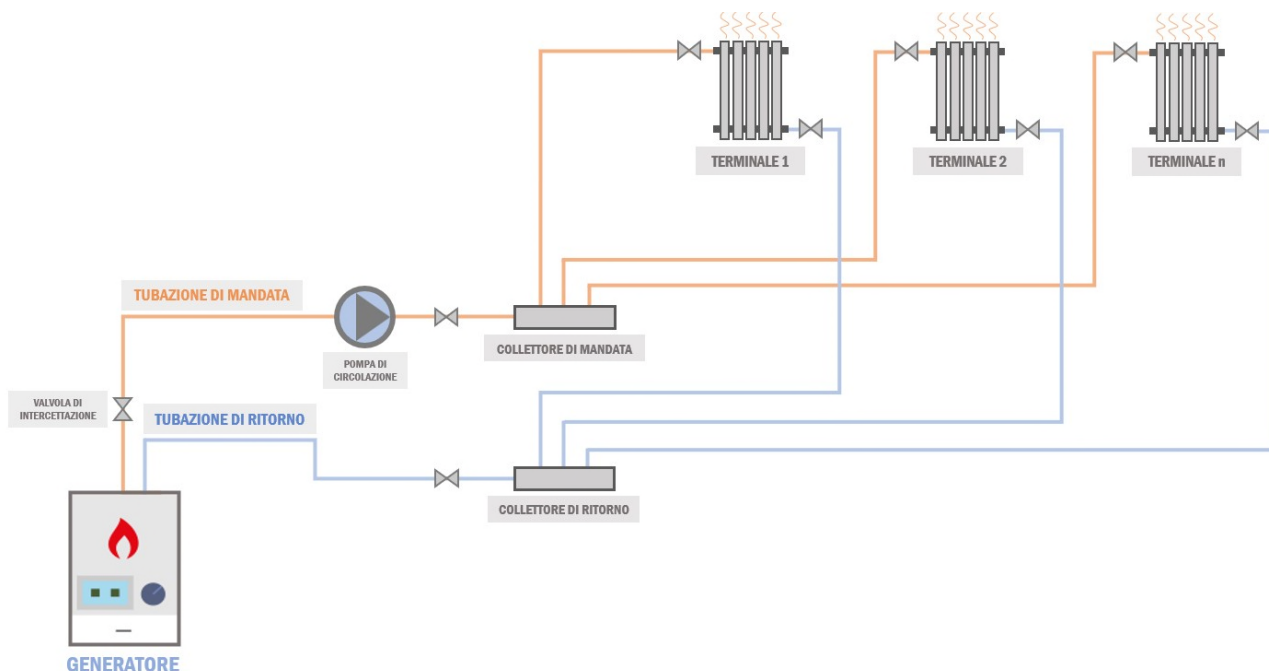 TERMINALE 1
TERMINALE 2
TERMINALE n
TUBAZIONE DI MANDATA
COLLETTORE DI MANDATA
POMPA DI
CIRCOLAZIONE
VALVOLA DI
INTERCETTAZIONE
TUBAZIONE DI RITORNO
COLLETTORE DI RITORNO
GENERATORE